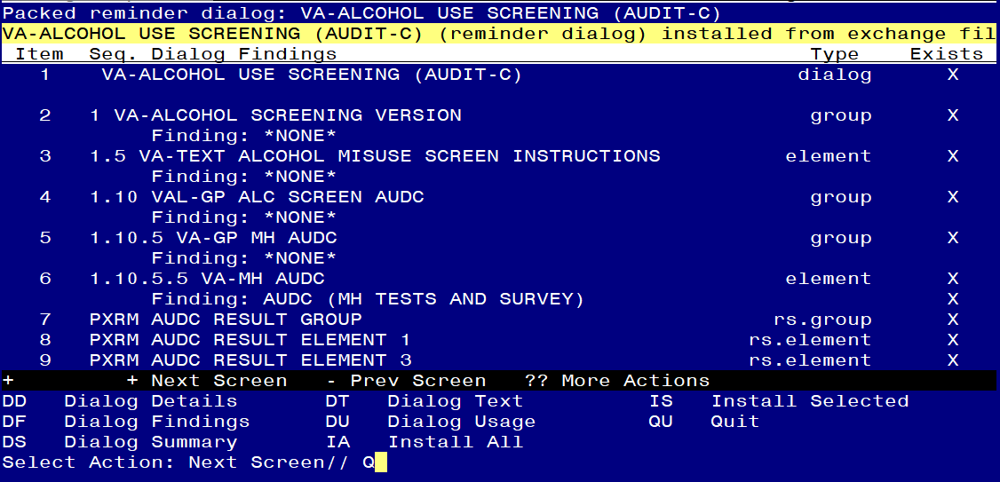 Packed reminder dialog: VA-ALCOHOL USE SCREENING (AUDIT-C)
VA-ALCOHOL USE SCREENING (AUDIT-C) (reminder dialog) installed from exchange fil
Item Seq. Dialog Findings Type Exists
1 VA-ALCOHOL USE SCREENING (AUDIT-C) dialog X
2 1 VA-ALCOHOL SCREENING VERSION group X
Finding: *NONE*
3 1.5 VA-TEXT ALCOHOL MISUSE SCREEN INSTRUCTIONS element X
Finding: *NONE*
4 1.10 VAL-GP ALC SCREEN AUDC group X
Finding: *NONE*
5 1.10.5 VA-GP MH AUDC group X
Finding: *NONE*
6 1.10.5.5 VA-MH AUDC element X
Finding: AUDC (MH TESTS AND SURVEY) X
7 PXRM AUDC RESULT GROUP rs.group X
8 PXRM AUDC RESULT ELEMENT 1 rs.element X
9 PXRM AUDC RESULT ELEMENT 3 rs.element X
+ + Next Screen - Prev Screen ?? More Actions
DD Dialog Details DT Dialog Text IS Install Selected
DF Dialog Findings DU Dialog Usage QU Quit
DS Dialog Summary IA Install All
Select Action: Next Screen// Q